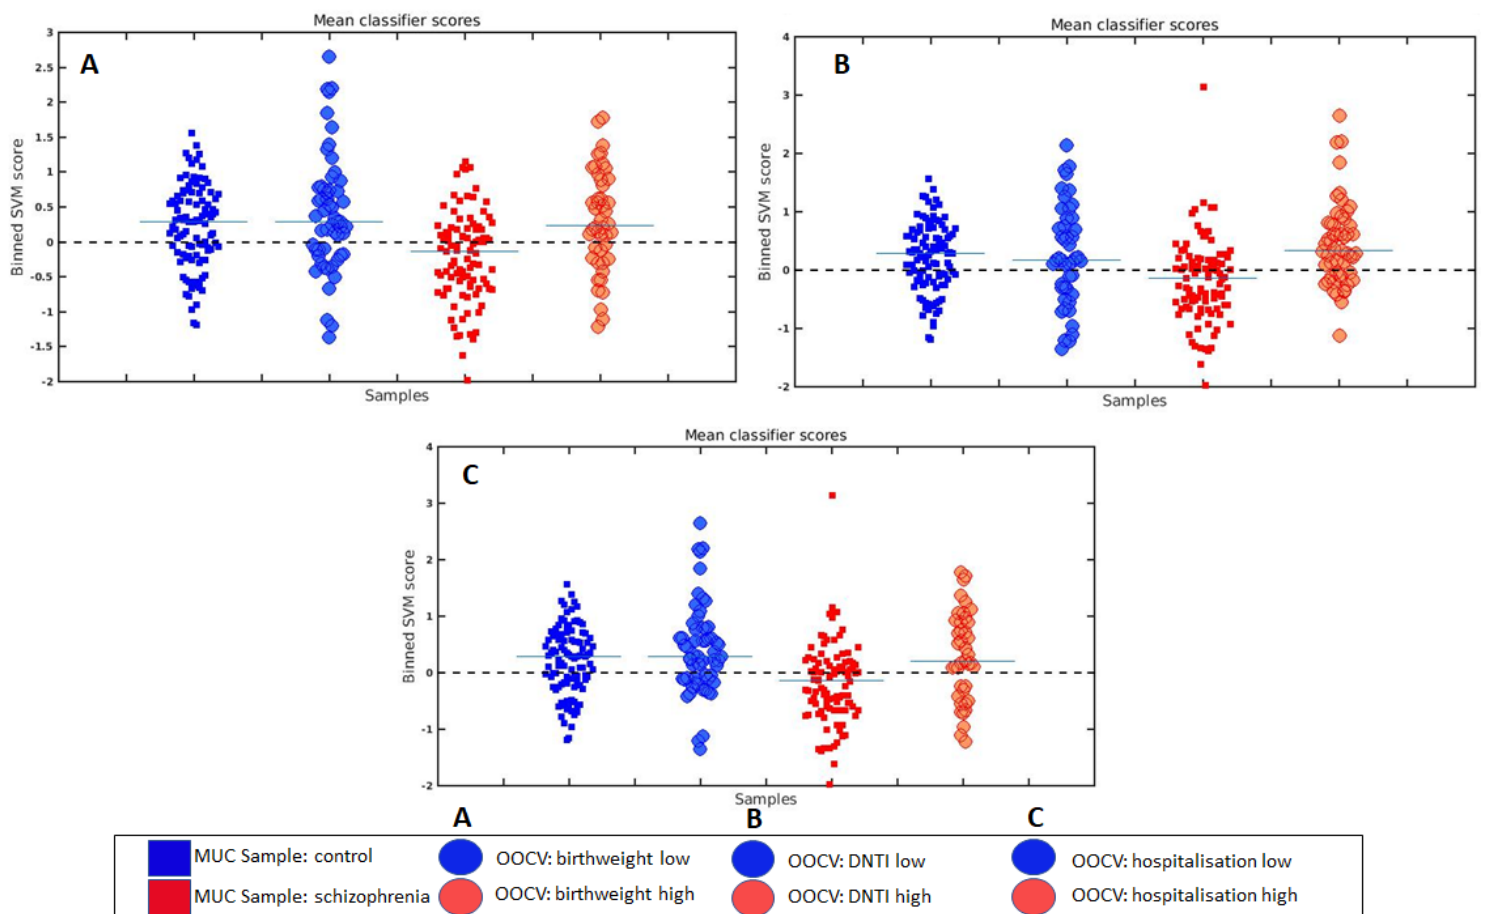 Mean classifier scores
A
3
2.5
2
1.5
1
0.5
0
-0.5
-1
-1.5
-2
Binned SVM score
Samples
Mean classifier scores
B
4
3
2
1
0
-1
-2
Binned SVM score
Samples
Mean classifier scores
C
4
3
2
1
0
-1
-2
Binned SVM score
Samples
A B C
MUC Sample: control OOCV: birthweight low OOCV: DNTI low OOCV: hospitalisation low
MUC Sample: schizophrenia OOCV: birthweight high OOCV: DNTI high OOCV: hospitalisation high